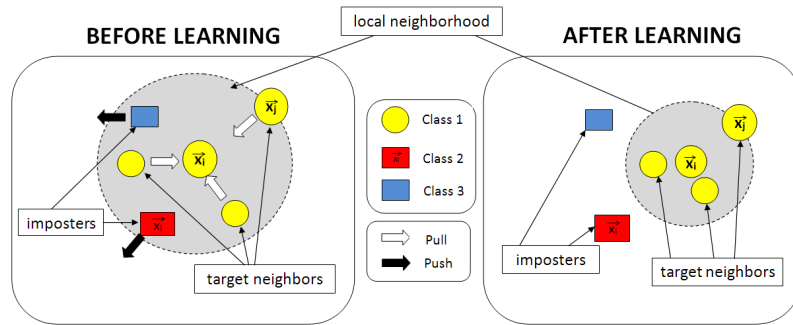 local neighborhood
BEFORE LEARNING
AFTER LEARNING
x⃗j
x⃗i
x⃗i
imposters
target neighbors
Class 1
x⃗i
Class 2
Class 3
Pull
Push
x⃗j
x⃗i
x⃗i
imposters
target neighbors